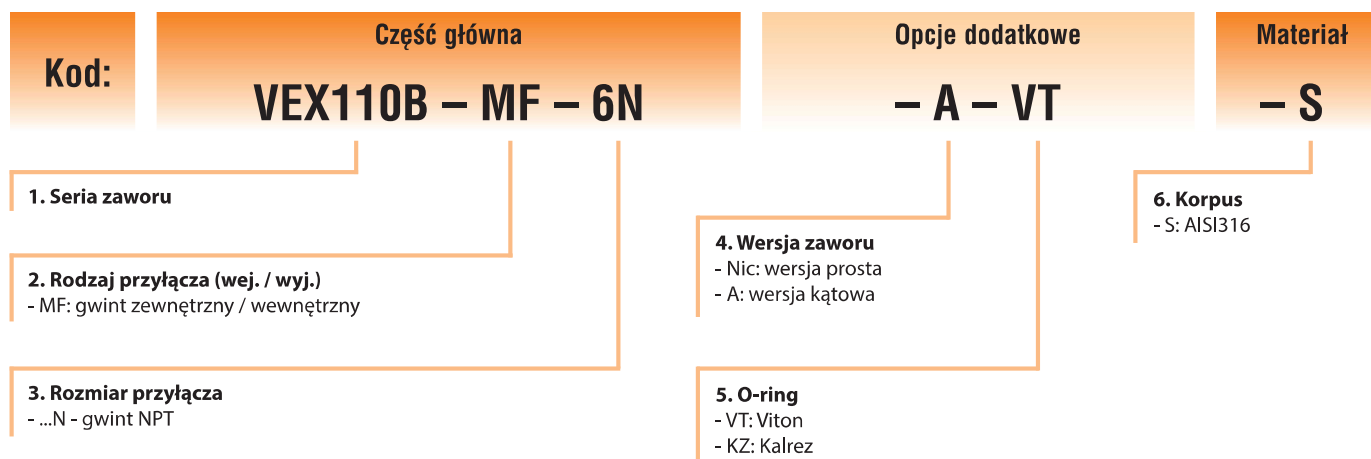 Kod:
Część główna
VEX110B – MF – 6N
Opcje dodatkowe
– A – VT
Materiał
– S
1. Seria zaworu
2. Rodzaj przyłącza (wej. / wyj.)
- MF: gwint zewnętrzny / wewnętrzny
3. Rozmiar przyłącza
- ...N - gwint NPT
4. Wersja zaworu
- Nic: wersja prosta
- A: wersja kątowa
5. O-ring
- VT: Viton
- KZ: Kalrez
6. Korpus
- S: AISI316